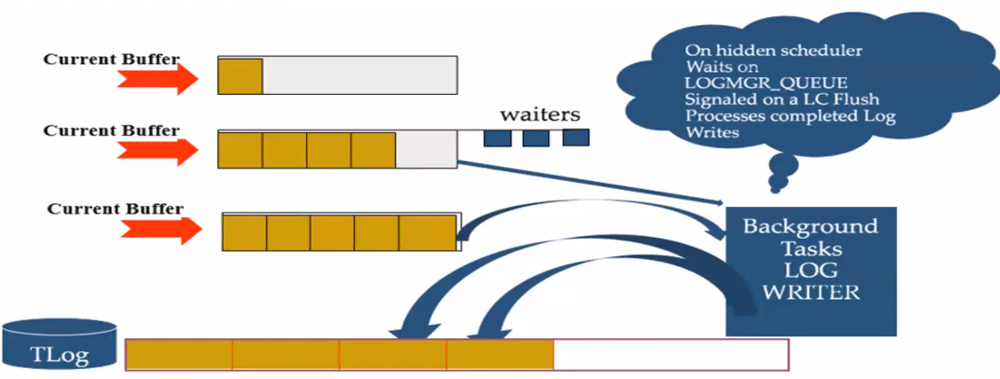 Current Buffer
Current Buffer
waiters
Current Buffer
On hidden scheduler
Waits on
LOGMGR_QUEUE
Signaled on a LC Flush
Processes completed Log
Writes
Background
Tasks
LOG
WRITER
TLog